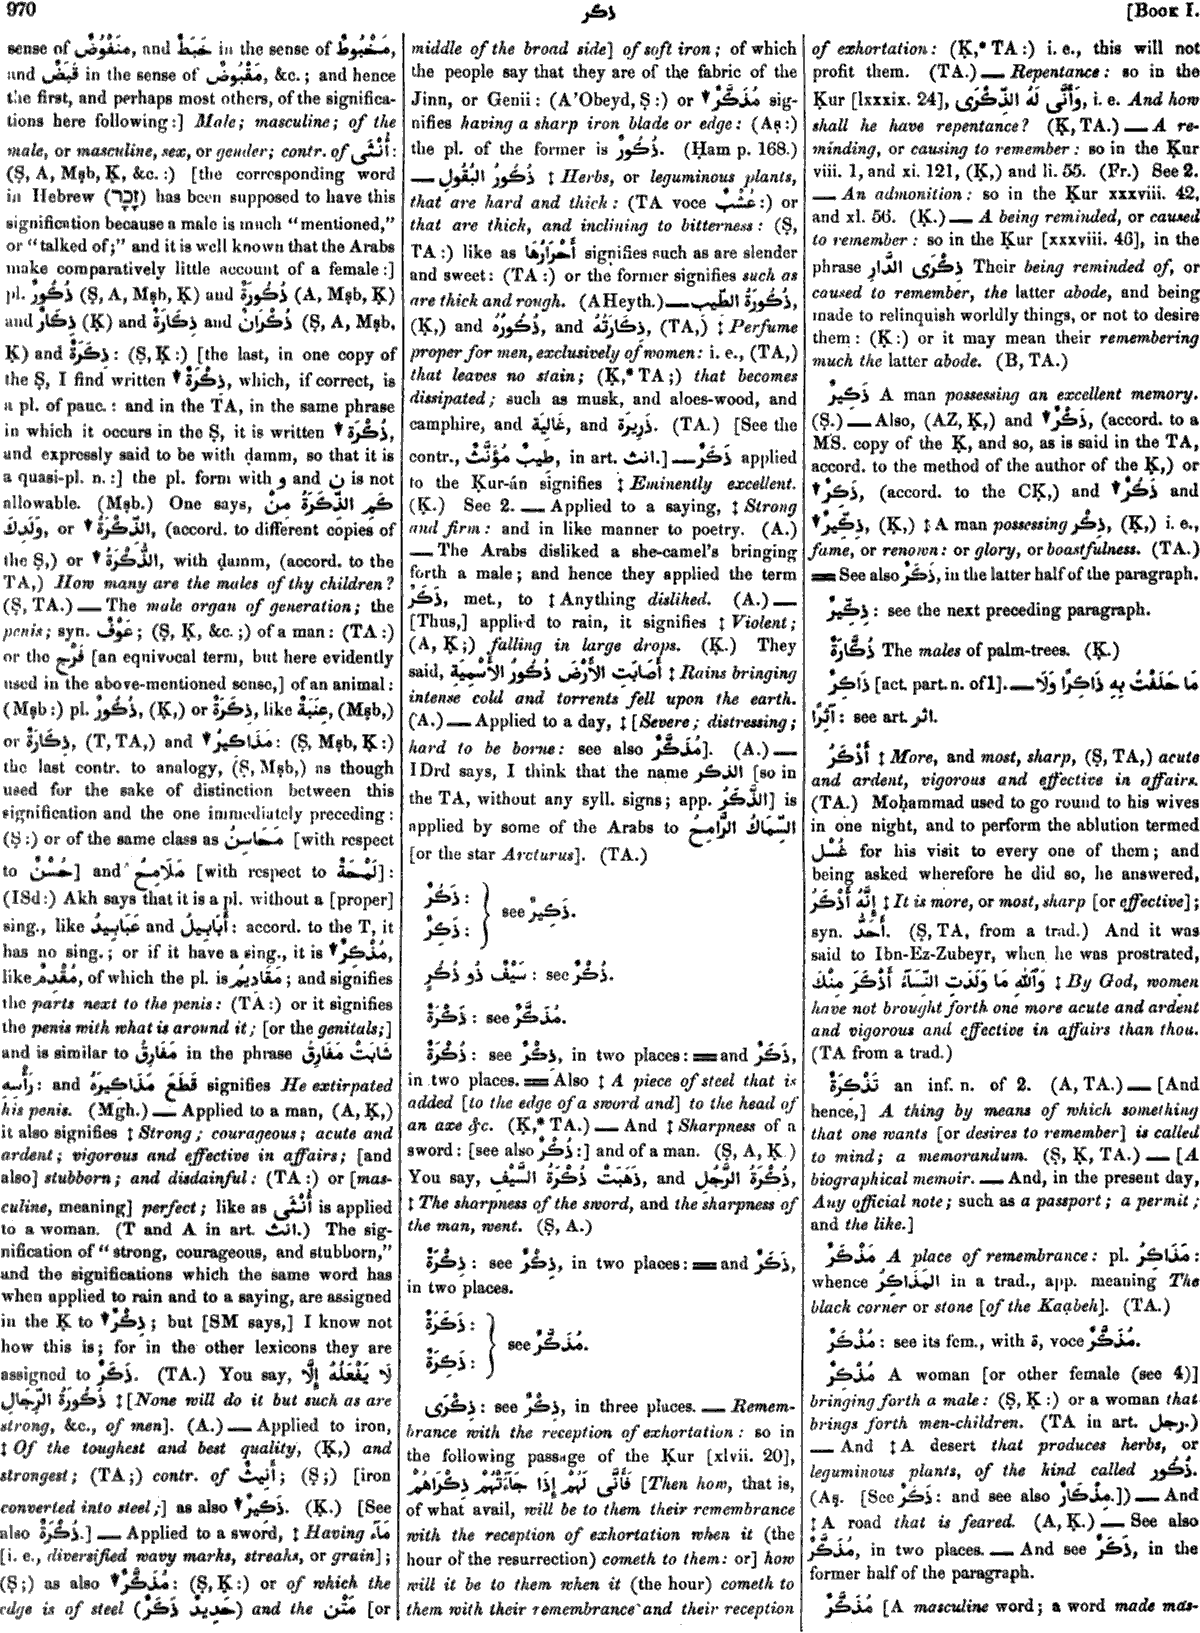 970
ذكر
[Book I.
sense of مَنْفُوضٌ, and خَبَطٌ in the sense of مَخْبُوطٌ,
and قَبَضٌ in the sense of مَقْبُوضٌ, &c.; and hence
the first, and perhaps most others, of the significa-
tions here following:] Male; masculine; of the
male, or masculine, sex, or gender; contr. of أُنْثَى:
(Ṣ, A, Mṣb, Ḳ, &c.:) [the corresponding word
in Hebrew (זָכָר) has been supposed to have this
signification because a male is much “mentioned,”
or “talked of;” and it is well known that the Arabs
make comparatively little account of a female:]
pl. ذُكُورٌ (Ṣ, A, Mṣb, Ḳ) and ذُكُورَةٌ (A, Mṣb, Ḳ)
and ذِكَارٌ (Ḳ) and ذِكَارَةٌ and ذُكْرَانٌ (Ṣ, A, Mṣb,
Ḳ) and ذِكَرَةٌ: (Ṣ, Ḳ:) [the last, in one copy of
the Ṣ, I find written ▼ ذِكْرَةٌ, which, if correct, is
a pl. of pauc.: and in the TA, in the same phrase
in which it occurs in the Ṣ, it is written ▼ ذُكْرَة,
and expressly said to be with ḍamm, so that it is
a quasi-pl. n.:] the pl. form with و and ن is not
allowable. (Mṣb.) One says, كَمِ الذِّكَرَةُ مِنْ
وَلَدِكَ, or ▼ الذِّكْرَةُ, (accord. to different copies of
the Ṣ,) or ▼ الذُّكْرَةُ, with ḍamm, (accord. to the
TA,) How many are the males of thy children?
(Ṣ, TA.) — The male organ of generation; the
penis; syn. عَوْفٌ; (Ṣ, Ḳ, &c.;) of a man: (TA:)
or the فَرْج [an equivocal term, but here evidently
used in the above-mentioned sense,] of an animal:
(Mṣb:) pl. ذُكُورٌ, (Ḳ,) or ذِكَرَةٌ, like عِنَبَةٌ, (Mṣb,)
or ذِكَارَةٌ, (T, TA,) and ▼ مَذَاكِيرُ: (Ṣ, Mṣb, Ḳ:)
the last contr. to analogy, (Ṣ, Mṣb,) as though
used for the sake of distinction between this
signification and the one immediately preceding:
(Ṣ:) or of the same class as مَحَاسِنُ [with respect
to حُسْنٌ] and مَلَامِحُ [with respect to لَمْحَةٌ]:
(ISd:) Akh says that it is a pl. without a [proper]
sing., like عَبَابِيدُ and أَبَابِيلُ: accord. to the T, it
has no sing.; or if it have a sing., it is ▼ مُذْكِرٌ,
like مُقْدِمٌ, of which the pl. is مَقَادِيمُ; and signifies
the parts next to the penis: (TA:) or it signifies
the penis with what is around it; [or the genitals;]
and is similar to مَفَارِقُ in the phrase شَابَتْ مَفَارِقُ
رَأْسِهِ: and قَطَعَ مَذَاكِيرَهُ signifies He extirpated
his penis. (Mgh.) — Applied to a man, (A, Ḳ,)
it also signifies ‡ Strong; courageous; acute and
ardent; vigorous and effective in affairs; [and
also] stubborn; and disdainful: (TA:) or [mas-
culine, meaning] perfect; like as أُنْثَى is applied
to a woman. (T and A in art. انث.) The sig-
nification of “strong, courageous, and stubborn,”
and the significations which the same word has
when applied to rain and to a saying, are assigned
in the Ḳ to ▼ ذِكْرٌ; but [SM says,] I know not
how this is; for in the other lexicons they are
assigned to ذَكَرٌ. (TA.) You say, لَا يَفْعَلُهُ إِلَّا
ذُكُورَةُ الرِّجَالِ ‡ [None will do it but such as are
strong, &c., of men]. (A.) — Applied to iron,
‡ Of the toughest and best quality, (Ḳ,) and
strongest; (TA;) contr. of أَنِيثٌ; (Ṣ;) [iron
converted into steel;] as also ▼ ذَكِيرٌ. (Ḳ.) [See
also ذُكْرَةٌ.] — Applied to a sword, ‡ Having مَآء
[i. e., diversified wavy marks, streaks, or grain];
(Ṣ;) as also ▼ مُذَكَّرٌ: (Ṣ, Ḳ:) or of which the
edge is of steel (حَدِيدٌ ذَكَرٌ) and the مَتْن [or
middle of the broad side] of soft iron; of which
the people say that they are of the fabric of the
Jinn, or Genii: (A’Obeyd, Ṣ:) or ▼ مُذَكَّرٌ sig-
nifies having a sharp iron blade or edge: (Aṣ:)
the pl. of the former is ذُكُورٌ. (Ḥam p. 168.)
— ذُكُورُ البُقُولِ ‡ Herbs, or leguminous plants,
that are hard and thick: (TA voce عُشْبٌ:) or
that are thick, and inclining to bitterness: (Ṣ,
TA:) like as أَحْرَارُهَا signifies such as are slender
and sweet: (TA:) or the former signifies such as
are thick and rough. (AHeyth.) — ذُكُورَةُ الطِّيبِ,
(Ḳ,) and ذُكُورُهُ, and ذِكَارَتُهُ, (TA,) ‡ Perfume
proper for men, exclusively of women: i. e., (TA,)
that leaves no stain; (Ḳ,* TA;) that becomes
dissipated; such as musk, and aloes-wood, and
camphire, and غَالِيَة, and ذَرِيرَة. (TA.) [See the
contr., طِيبٌ مُؤَنَّثٌ, in art. انث.] — ذَكَرٌ applied
to the Ḳur-án signifies ‡ Eminently excellent.
(Ḳ.) See 2. — Applied to a saying, ‡ Strong
and firm: and in like manner to poetry. (A.)
— The Arabs disliked a she-camel’s bringing
forth a male; and hence they applied the term
ذَكَرٌ, met., to ‡ Anything disliked. (A.) —
[Thus,] applied to rain, it signifies ‡ Violent;
(A, Ḳ;) falling in large drops. (Ḳ.) They
said, أَصَابَتِ الأَرْضَ ذُكُورُ الأَسْمِيَةِ ‡ Rains bringing
intense cold and torrents fell upon the earth.
(A.) — Applied to a day, ‡ [Severe; distressing;
hard to be borne: see also مُذَكَّرٌ]. (A.) —
IDrd says, I think that the name الذكر [so in
the TA, without any syll. signs; app. الذَّكَرُ] is
applied by some of the Arabs to السِّمَاكُ الرَّامِحُ
[or the star Arcturus]. (TA.)
ذَكُرٌ:
ذَكِرٌ: } see ذَكِيرٌ.
سَيْفٌ ذُو ذُكْرٍ: see ذُكْرٌ.
ذَكَرَةٌ: see مُذَكَّرٌ.
ذُكْرَةٌ: see ذِكْرٌ, in two places: = and ذَكَرٌ,
in two places. = Also ‡ A piece of steel that is
added [to the edge of a sword and] to the head of
an axe &c. (Ḳ,* TA.) — And ‡ Sharpness of a
sword: [see also ذُكْرٌ:] and of a man. (Ṣ, A, Ḳ.)
You say, ذَهَبَتْ ذُكْرَةُ السَّيْفِ, and ذُكْرَةُ الرَّجُلِ,
‡ The sharpness of the sword, and the sharpness of
the man, went. (Ṣ, A.)
ذِكْرَةٌ: see ذِكْرٌ, in two places: = and ذَكَرٌ,
in two places.
ذَكَرَةٌ:
ذَكِرَةٌ: } see مُذَكَّرٌ.
ذِكْرَى: see ذِكْرٌ, in three places. — Remem-
brance with the reception of exhortation: so in
the following passage of the Ḳur [xlvii. 20],
فَأَنَّى لَهُمْ إِذَا جَآءَتْهُمْ ذِكْرَاهُمْ [Then how, that is,
of what avail, will be to them their remembrance
with the reception of exhortation when it (the
hour of the resurrection) cometh to them: or] how
will it be to them when it (the hour) cometh to
them with their remembrance and their reception
of exhortation: (Ḳ,* TA:) i. e., this will not
profit them. (TA.) — Repentance: so in the
Ḳur [lxxxix. 24], وَأَنَّى لَهُ الذِّكْرَى, i. e. And how
shall he have repentance? (Ḳ, TA.) — A re-
minding, or causing to remember: so in the Ḳur
viii. 1, and xi. 121, (Ḳ,) and li. 55. (Fr.) See 2.
— An admonition: so in the Ḳur xxxviii. 42,
and xl. 56. (Ḳ.) — A being reminded, or caused
to remember: so in the Ḳur [xxxviii. 46], in the
phrase ذِكْرَى الدَّارِ Their being reminded of, or
caused to remember, the latter abode, and being
made to relinquish worldly things, or not to desire
them: (Ḳ:) or it may mean their remembering
much the latter abode. (B, TA.)
ذِكِّيرٌ A man possessing an excellent memory.
(Ṣ.) — Also, (AZ, Ḳ,) and ▼ ذَكْرٌ, (accord. to a
MS. copy of the Ḳ, and so, as is said in the TA,
accord. to the method of the author of the Ḳ,) or
▼ ذَكُرٌ, (accord. to the CḲ,) and ▼ ذَكِرٌ and
▼ ذِكِّيرٌ, (Ḳ,) ‡ A man possessing ذِكْر, (Ḳ,) i. e.,
fame, or renown: or glory, or boastfulness. (TA.)
= See also ذَكَرٌ, in the latter half of the paragraph.
ذِكِّيرٌ: see the next preceding paragraph.
ذُكَّارَةٌ The males of palm-trees. (Ḳ.)
ذَاكِرٌ [act. part. n. of 1]. — مَا حَلَفْتُ بِهِ ذَاكِرًا وَلَا
آثِرًا: see art. اثر.
أَذْكَرُ ‡ More, and most, sharp, (Ṣ, TA,) acute
and ardent, vigorous and effective in affairs.
(TA.) Moḥammad used to go round to his wives
in one night, and to perform the ablution termed
غُسْل for his visit to every one of them; and
being asked wherefore he did so, he answered,
إِنَّهُ أَذْكَرُ ‡ It is more, or most, sharp [or effective];
syn. أَحَدُّ. (Ṣ, TA, from a trad.) And it was
said to Ibn-Ez-Zubeyr, when he was prostrated,
وَٱللّٰهِ مَا وَلَدَتِ النِّسَآءُ أَذْكَرَ مِنْكَ ‡ By God, women
have not brought forth one more acute and ardent
and vigorous and effective in affairs than thou.
(TA from a trad.)
تَذْكِرَةٌ an inf. n. of 2. (A, TA.) — [And
hence,] A thing by means of which something
that one wants [or desires to remember] is called
to mind; a memorandum. (Ṣ, Ḳ, TA.) — [A
biographical memoir. — And, in the present day,
Any official note; such as a passport; a permit;
and the like.]
مَذْكَرٌ A place of remembrance: pl. مَذَاكِرُ:
whence المَذَاكِرُ in a trad., app. meaning The
black corner or stone [of the Kaạbeh]. (TA.)
مُذْكَرٌ: see its fem., with ة, voce مُذَكَّرٌ.
مُذْكِرٌ A woman [or other female (see 4)]
bringing forth a male: (Ṣ, Ḳ:) or a woman that
brings forth men-children. (TA in art. رجل.)
— And ‡ A desert that produces herbs, or
leguminous plants, of the kind called ذُكُور.
(Aṣ. [See ذَكَرٌ: and see also مِذْكَارٌ.]) — And
‡ A road that is feared. (A, Ḳ.) — See also
مُذَكَّرٌ, in two places. — And see ذَكَرٌ, in the
former half of the paragraph.
مُذَكَّرٌ [A masculine word; a word made mas-